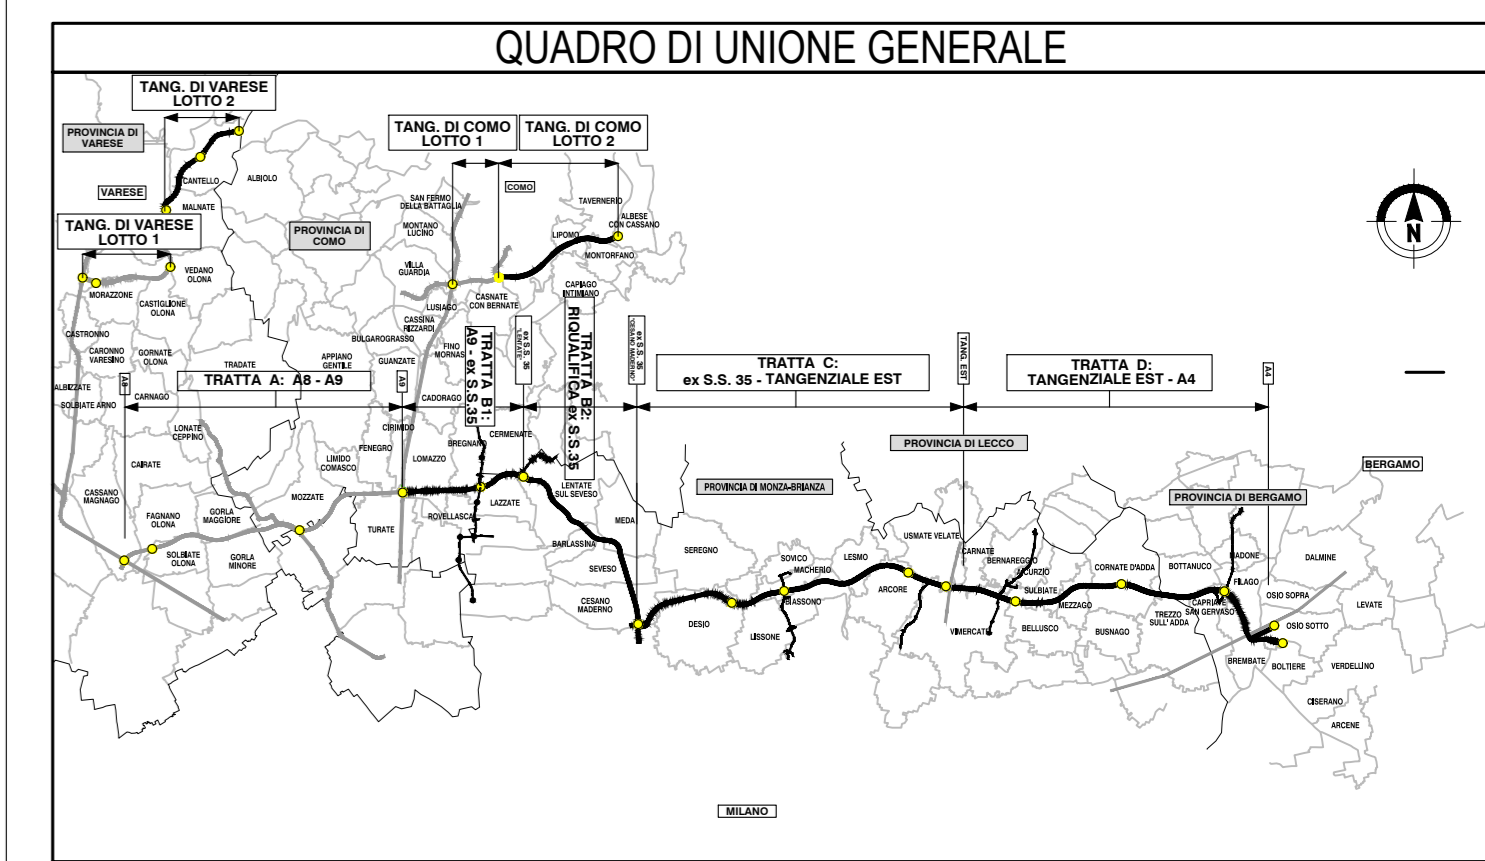 QUADRO DI UNIONE GENERALE
TANG. DI VARESE
LOTTO 2
PROVINCIA DI
VARESE
VARESE
CANTELLO
ALBIOLO
MALNATE
TANG. DI VARESE
LOTTO 1
PROVINCIA DI
COMO
TANG. DI COMO
LOTTO 1
TANG. DI COMO
LOTTO 2
COMO
SAN FERMO
DELLA BATTAGLIA
MONTANO
LUCINO
TAVERNERIO
ALBESE
CON CASSANO
LIPOMO
MONTORFANO
N
VEDANO
OLONA
MORAZZONE
CASTIGLIONE
OLONA
VILLA
GUARDIA
LUSIAGO
CASNATE
CON BERNATE
CAPIAGO
INTIMIANO
CASSINA
RIZZARDI
BULGAROGRASSO
CASTRONNO
CARONNO
VARESINO
GORNATE
OLONA
TRADATE
APPIANO
GENTILE
GUANZATE
FINO
MORNAS
ALBIZZATE
SOLBIATE ARNO
CARNAGO
A8
TRATTA A: A8 - A9
A9
CADORAGO
TRATTA B1:
A9 - ex S.S.35
ex S.S. 35
"LENTATE"
TRATTA B2:
RIQUALIFICA ex S.S.35
ex S.S. 35
"CESANO MADERNO"
TRATTA C:
ex S.S. 35 - TANGENZIALE EST
TANG. EST
TRATTA D:
TANGENZIALE EST - A4
A4
LONATE
CEPPINO
CIRIMIDO
FENEGRO
LOMAZZO
BREGNANO
CERMENATE
PROVINCIA DI LECCO
CAIRATE
LIMIDO
COMASCO
BERGAMO
CASSANO
MAGNAGO
MOZZATE
LENTATE
SUL SEVESO
LAZZATE
PROVINCIA DI MONZA-BRIANZA
PROVINCIA DI BERGAMO
FAGNANO
OLONA
GORLA
MAGGIORE
TURATE
ROVELLASCA
MEDA
SOLBIATE
OLONA
GORLA
MINORE
BARLASSINA
SEVESO
SEREGNO
SOVICO
MACHERIO
LESMO
USMATE VELATE
CARNATE
BERNAREGGIO
AICURZIO
CORNATE D'ADDA
BOTTANUCO
MADONE
DALMINE
CESANO
MADERNO
BIASSONO
ARCORE
SULBIATE
MEZZAGO
FILAGO
CAPRIATE
SAN GERVASO
OSIO SOPRA
LEVATE
DESIO
LISSONE
VIMERCATE
BELLUSCO
BUSNAGO
TREZZO
SULL'ADDA
OSIO SOTTO
BREMBATE
BOLTIERE
VERDELLINO
CISERANO
ARCENE
MILANO